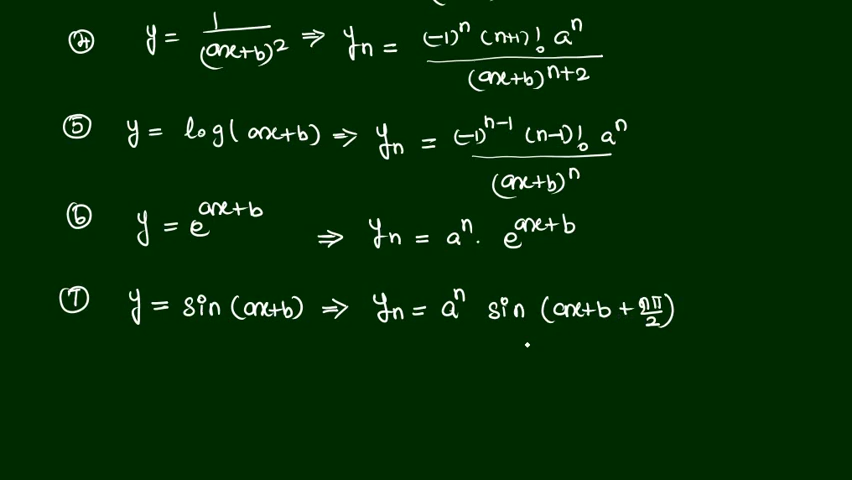 ④ y = 1/(ax+b)² ⇒ yₙ = (-1)ⁿ (n+1)! aⁿ/(ax+b)ⁿ⁺²
⑤ y = log(ax+b) ⇒ yₙ = (-1)ⁿ⁻¹ (n-1)! aⁿ/(ax+b)ⁿ
⑥ y = e^(ax+b) ⇒ yₙ = aⁿ. e^(ax+b)
⑦ y = sin(ax+b) ⇒ yₙ = aⁿ sin (ax+b + nπ/2)